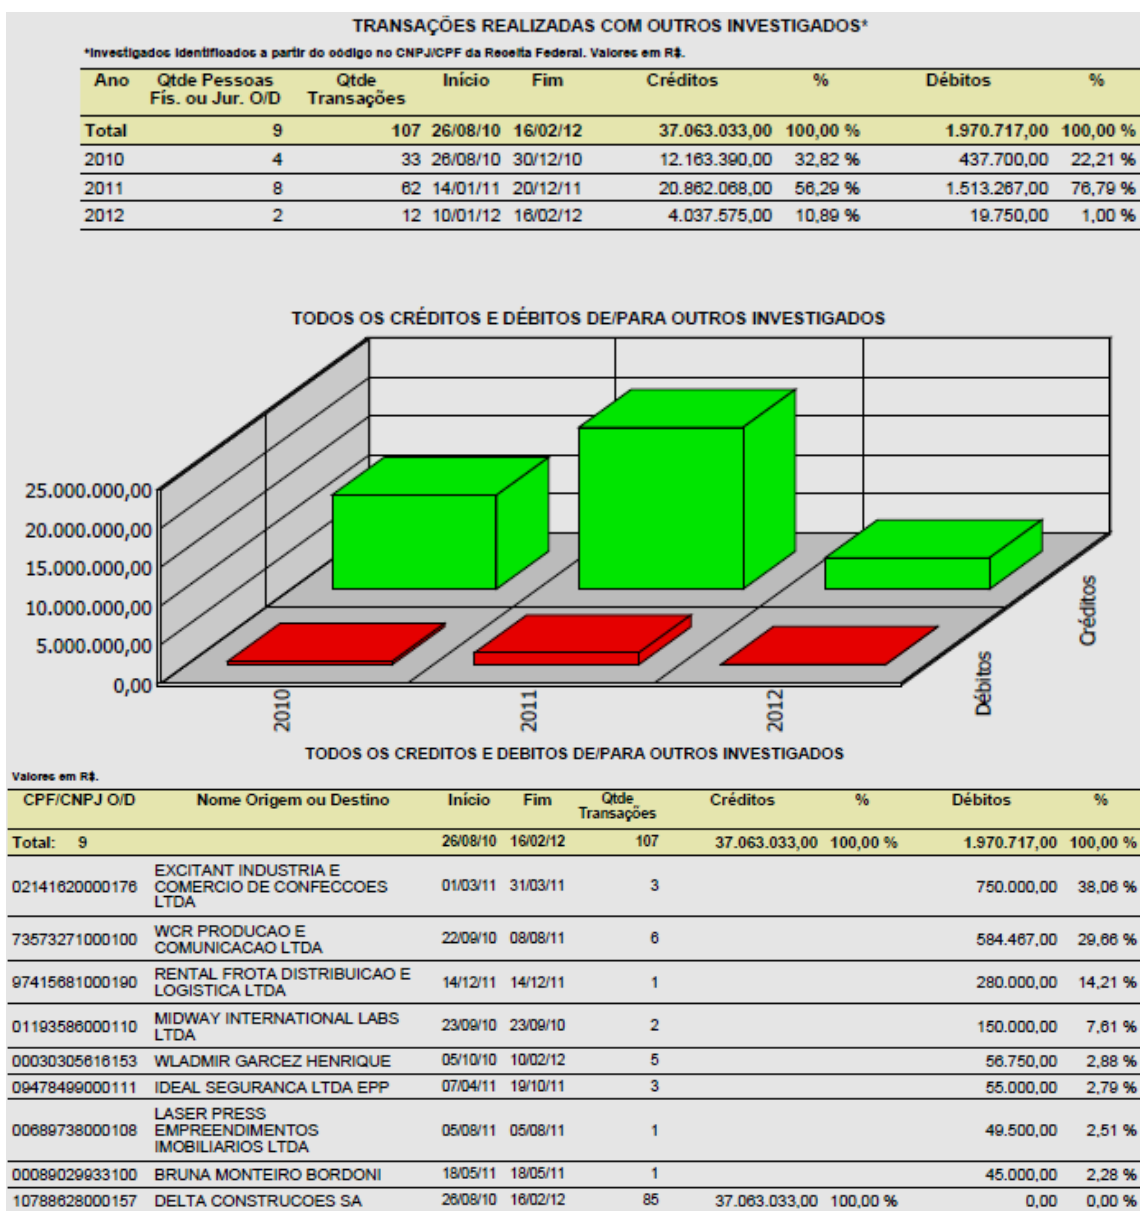 TRANSAÇÕES REALIZADAS COM OUTROS INVESTIGADOS*
*Investigados identificados a partir do código no CNPJ/CPF da Receita Federal. Valores em R$.
Ano Qtde Pessoas Fís. ou Jur. O/D Qtde Transações Início Fim Créditos % Débitos %
Total 9 107 26/08/10 16/02/12 37.063.033,00 100,00 % 1.970.717,00 100,00 %
2010 4 33 26/08/10 30/12/10 12.163.390,00 32,82 % 437.700,00 22,21 %
2011 8 62 14/01/11 20/12/11 20.862.068,00 56,29 % 1.513.267,00 76,79 %
2012 2 12 10/01/12 16/02/12 4.037.575,00 10,89 % 19.750,00 1,00 %
TODOS OS CRÉDITOS E DÉBITOS DE/PARA OUTROS INVESTIGADOS
25.000.000,00
20.000.000,00
15.000.000,00
10.000.000,00
5.000.000,00
0,00
2010
2011
2012
Débitos
Créditos
TODOS OS CREDITOS E DEBITOS DE/PARA OUTROS INVESTIGADOS
Valores em R$.
CPF/CNPJ O/D Nome Origem ou Destino Início Fim Qtde Transações Créditos % Débitos %
Total: 9 26/08/10 16/02/12 107 37.063.033,00 100,00 % 1.970.717,00 100,00 %
EXCITANT INDUSTRIA E
02141620000176 COMERCIO DE CONFECCOES 01/03/11 31/03/11 3 750.000,00 38,06 %
LTDA
73573271000100 WCR PRODUCAO E 22/09/10 08/08/11 6 584.467,00 29,66 %
COMUNICACAO LTDA
97415681000190 RENTAL FROTA DISTRIBUICAO E 14/12/11 14/12/11 1 280.000,00 14,21 %
LOGISTICA LTDA
01193586000110 MIDWAY INTERNATIONAL LABS 23/09/10 23/09/10 2 150.000,00 7,61 %
LTDA
00030305616153 WLADMIR GARCEZ HENRIQUE 05/10/10 10/02/12 5 56.750,00 2,88 %
09478499000111 IDEAL SEGURANCA LTDA EPP 07/04/11 19/10/11 3 55.000,00 2,79 %
LASER PRESS
00689738000108 EMPREENDIMENTOS 05/08/11 05/08/11 1 49.500,00 2,51 %
IMOBILIARIOS LTDA
00089029933100 BRUNA MONTEIRO BORDONI 18/05/11 18/05/11 1 45.000,00 2,28 %
10788628000157 DELTA CONSTRUCOES SA 26/08/10 16/02/12 85 37.063.033,00 100,00 % 0,00 0,00 %